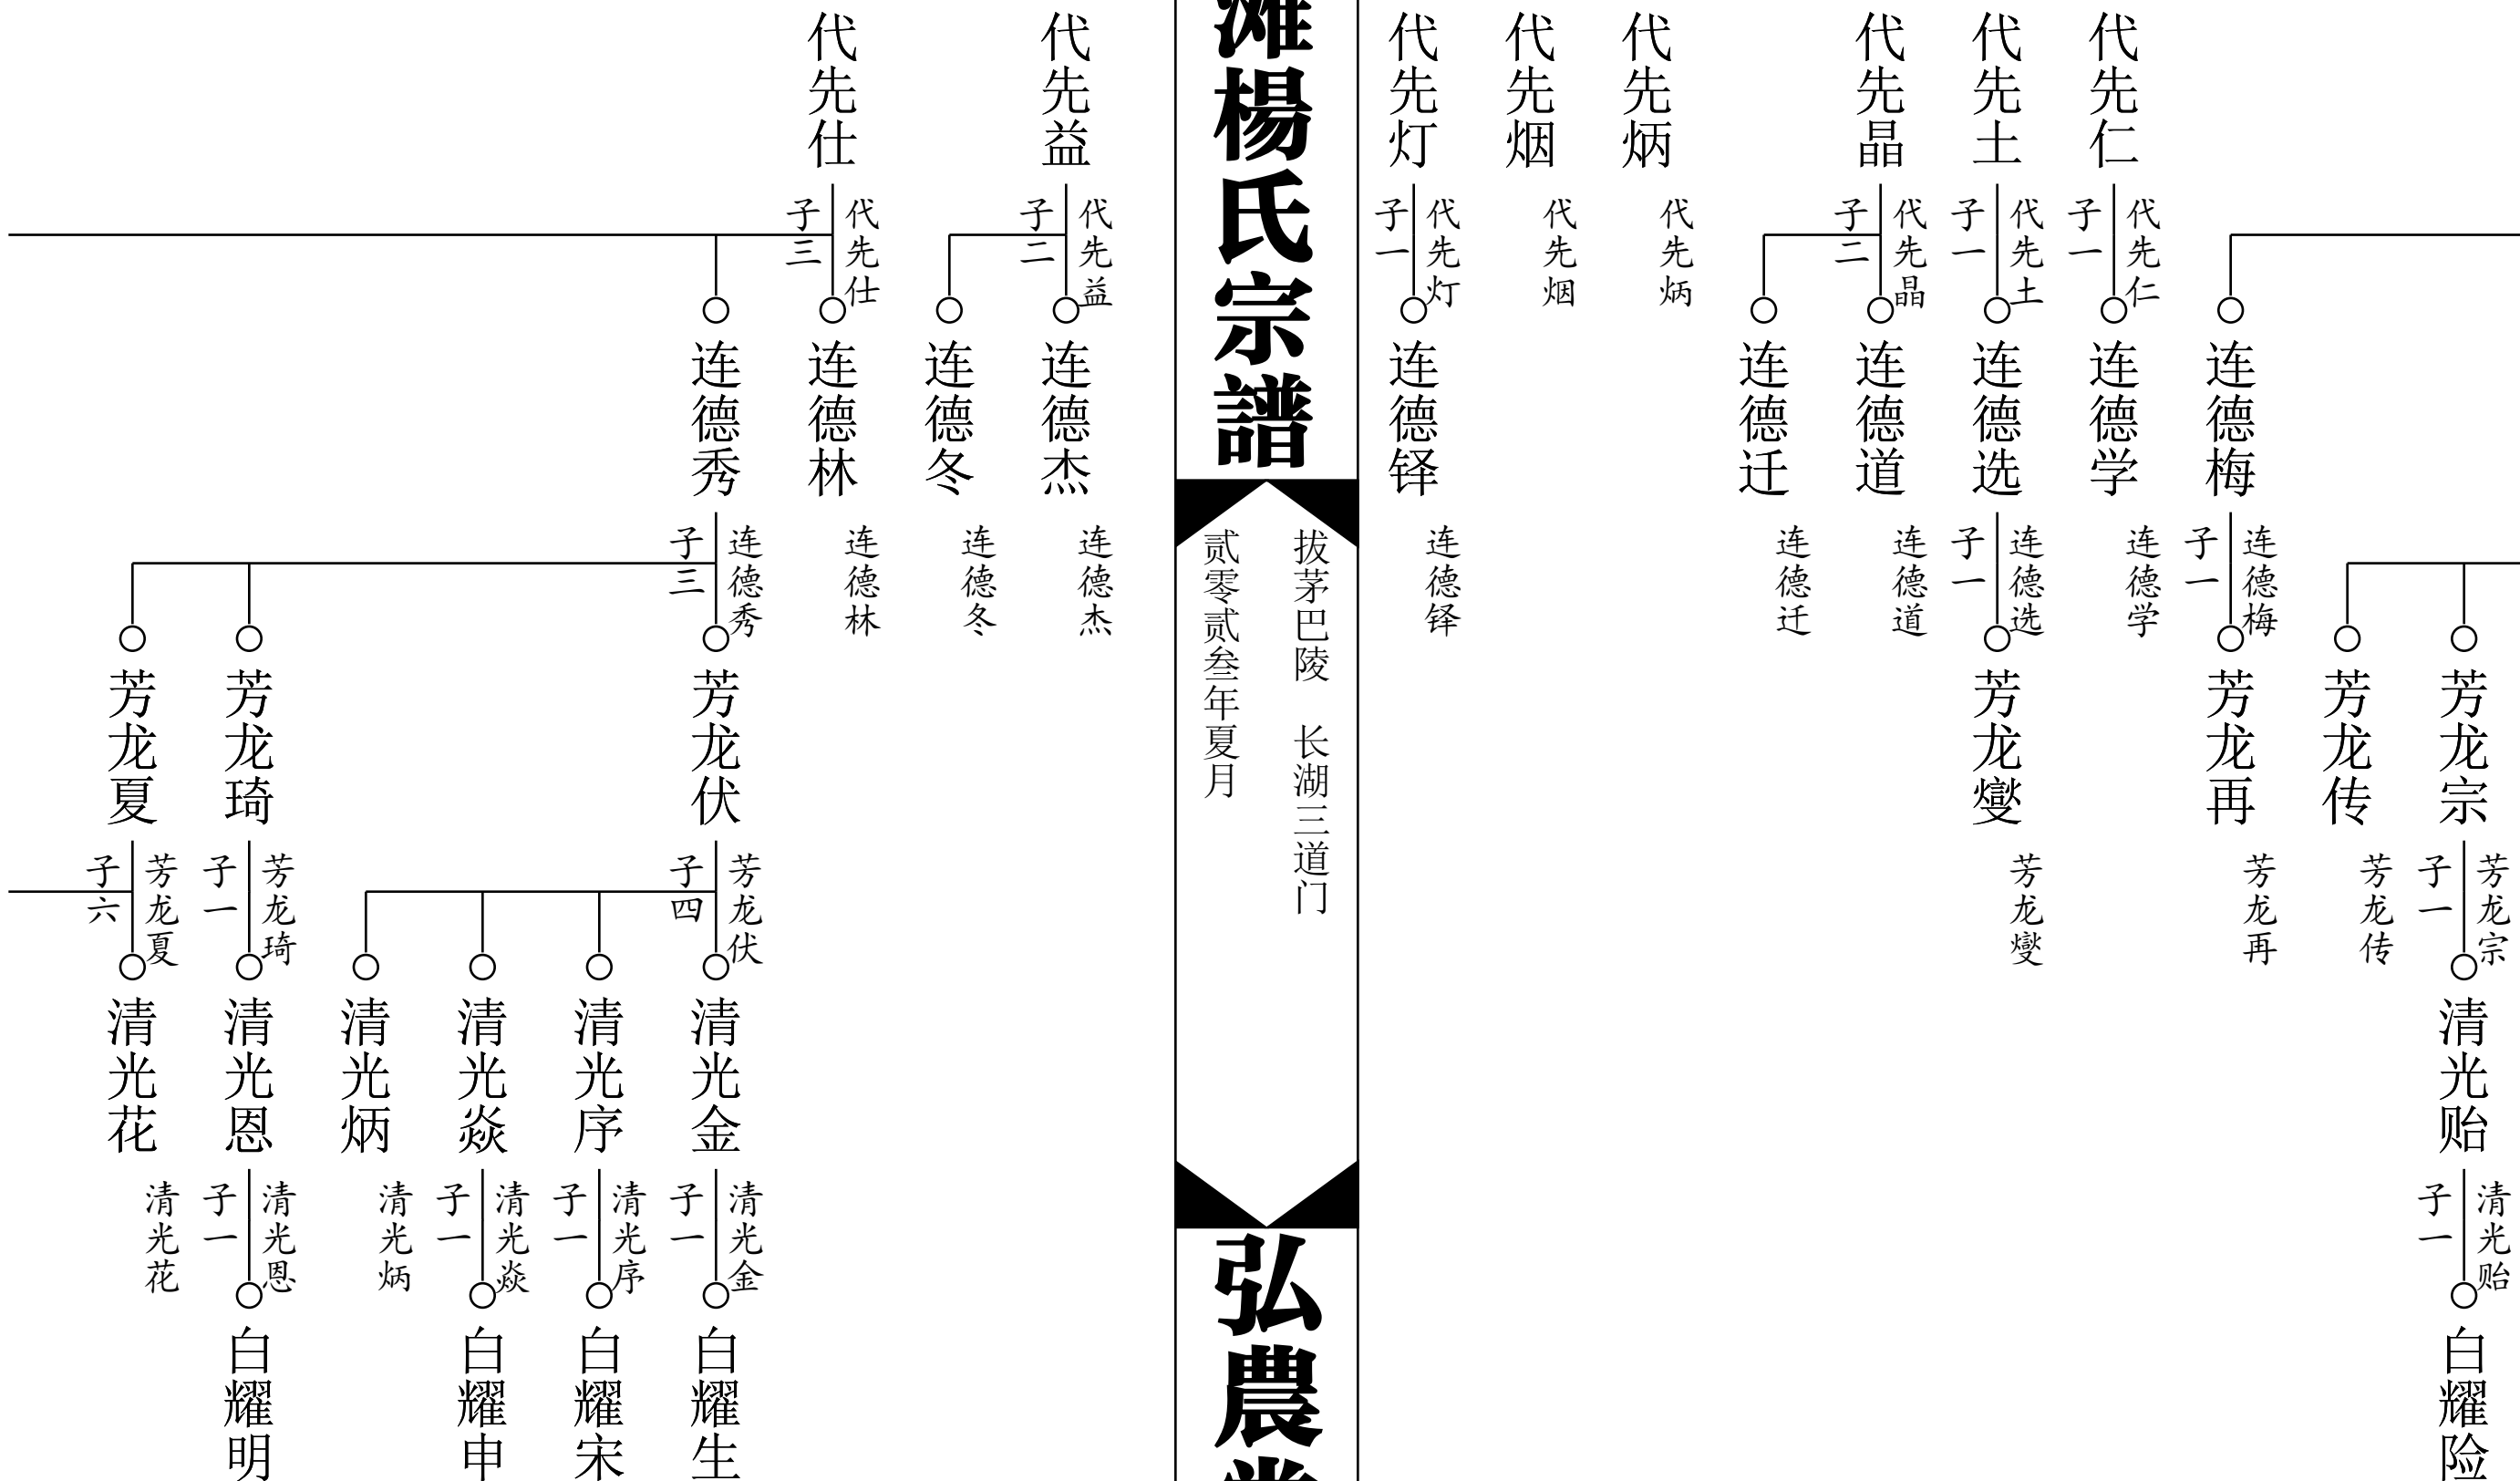 代先仁
代先土
代先晶
代先炳
代先烟
代先灯
代先仁
子一
代先土
子一
代先晶
子二
代先炳
代先烟
代先灯
子一
连德梅
连德学
连德选
连德道
连德迁
连德铎
连德梅
子一
连德学
连德选
子一
连德道
连德迁
连德铎
芳龙宗
芳龙传
芳龙再
芳龙燮
芳龙宗
子一
芳龙传
芳龙再
芳龙燮
清光贻
清光贻
子一
白耀险
滩楊氏宗譜
拔茅巴陵 长湖三道门
贰零贰叁年夏月
弘農堂
代先益
代先仕
代先益
子二
代先仕
子三
连德杰
连德冬
连德林
连德秀
连德杰
连德冬
连德林
连德秀
子三
芳龙伏
芳龙琦
芳龙夏
芳龙伏
子四
芳龙琦
子一
芳龙夏
子六
清光金
清光序
清光焱
清光炳
清光恩
清光花
清光金
子一
清光序
子一
清光焱
子一
清光炳
清光恩
子一
清光花
白耀生
白耀宋
白耀申
白耀明